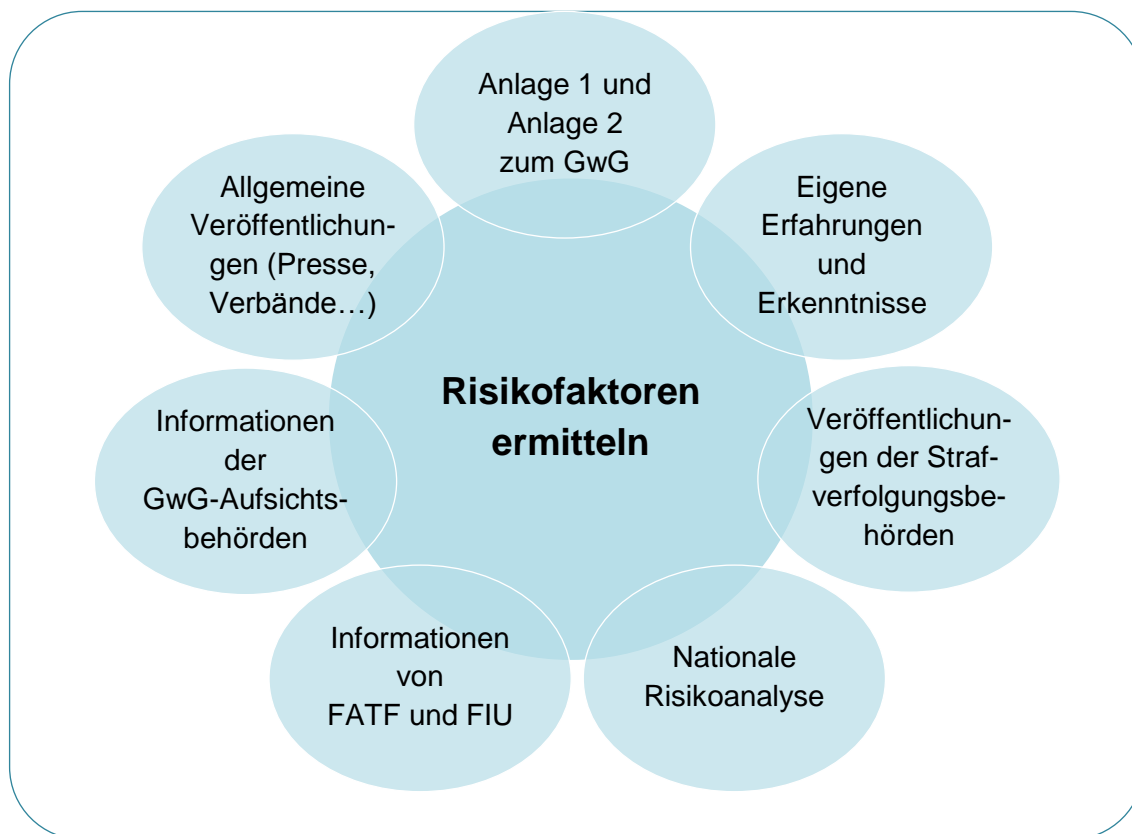 Anlage 1 und
Anlage 2
zum GwG
Eigene
Erfahrungen
und
Erkenntnisse
Veröffentlichun-
gen der Straf-
verfolgungsbe-
hörden
Nationale
Risikoanalyse
Informationen
von
FATF und FIU
Informationen
der
GwG-Aufsichts-
behörden
Allgemeine
Veröffentlichun-
gen (Presse,
Verbände…)
Risikofaktoren
ermitteln